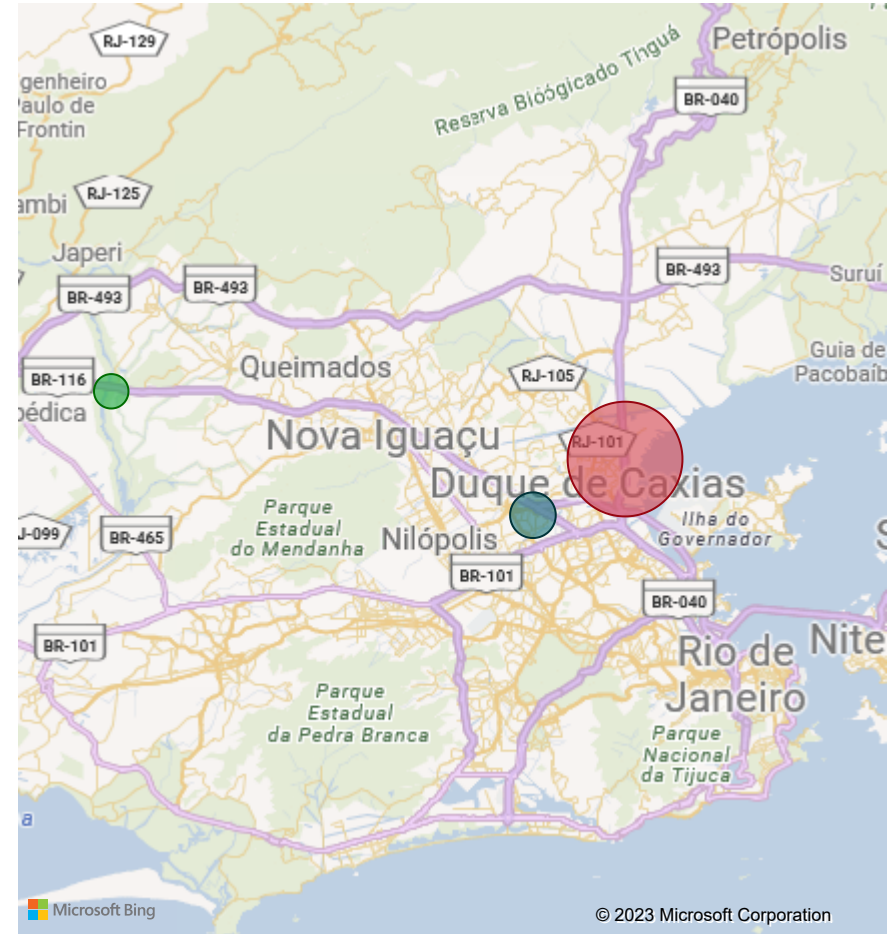 RJ-129
Petrópolis
Reserva Biológicado Tinguá
genheiro
Paulo de
Frontin
BR-040
RJ-125
ambi
Japeri
BR-493
BR-493
BR-493
Suruí
Guia de
Pacobaíb
BR-116
Queimados
RJ-105
pédica
Nova Iguaçu
RJ-101
Duque de Caxias
Parque
Estadual
do Mendanha
Ilha do
Governador
J-099
BR-465
Nilópolis
S
BR-101
BR-040
BR-101
Rio de
Janeiro
Nite
Parque
Estadual
da Pedra Branca
Parque
Nacional
da Tijuca
a
Microsoft Bing
© 2023 Microsoft Corporation